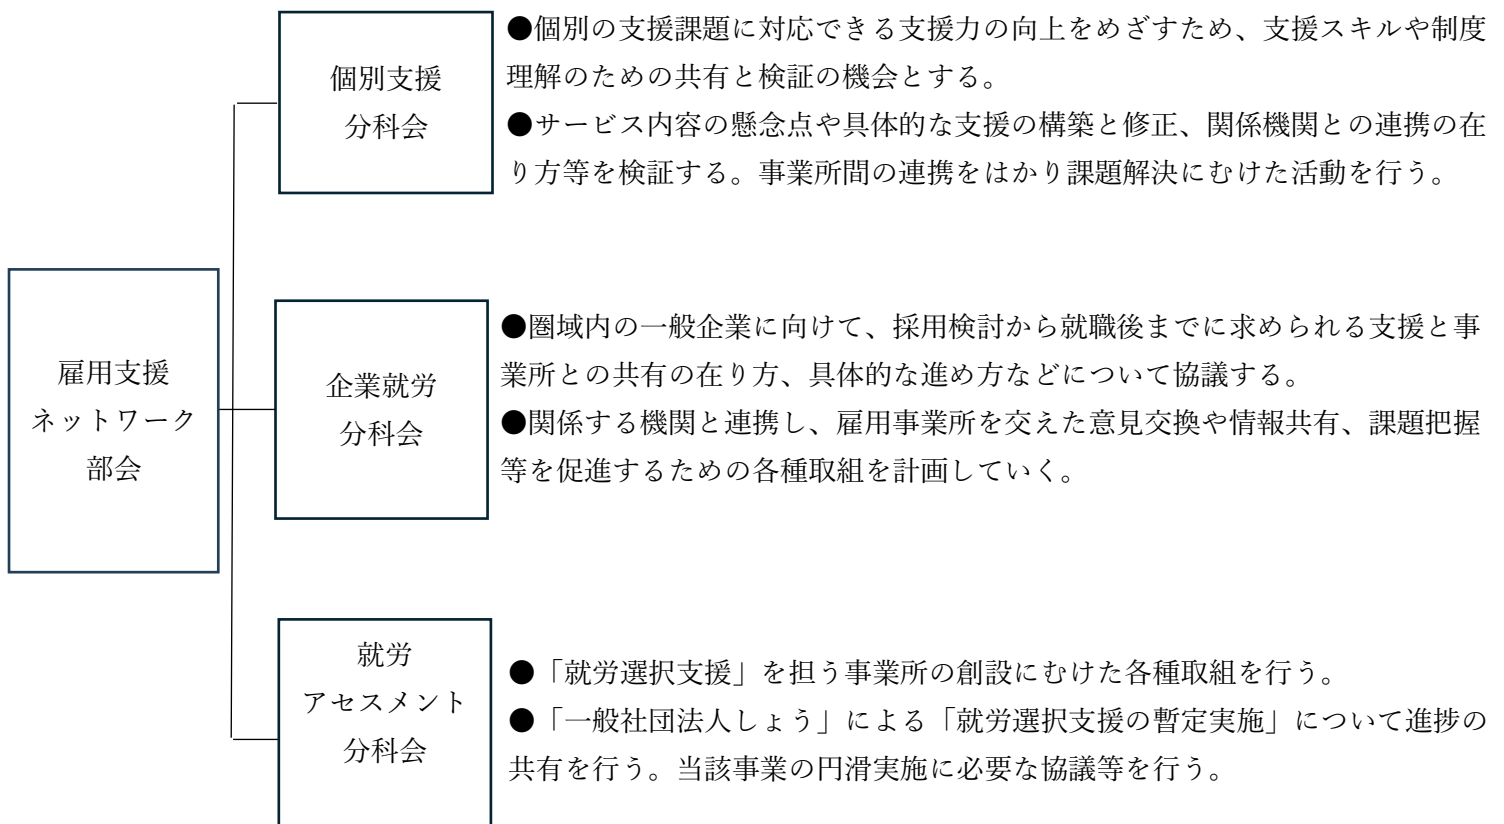 個別支援
分科会
●個別の支援課題に対応できる支援力の向上をめざすため、支援スキルや制度
理解のための共有と検証の機会とする。
●サービス内容の懸念点や具体的な支援の構築と修正、関係機関との連携の在
り方等を検証する。事業所間の連携をはかり課題解決にむけた活動を行う。
雇用支援
ネットワーク
部会
企業就労
分科会
●圏域内の一般企業に向けて、採用検討から就職後までに求められる支援と事
業所との共有の在り方、具体的な進め方などについて協議する。
●関係する機関と連携し、雇用事業所を交えた意見交換や情報共有、課題把握
等を促進するための各種取組を計画していく。
就労
アセスメント
分科会
●「就労選択支援」を担う事業所の創設にむけた各種取組を行う。
●「一般社団法人しょう」による「就労選択支援の暫定実施」について進捗の
共有を行う。当該事業の円滑実施に必要な協議等を行う。